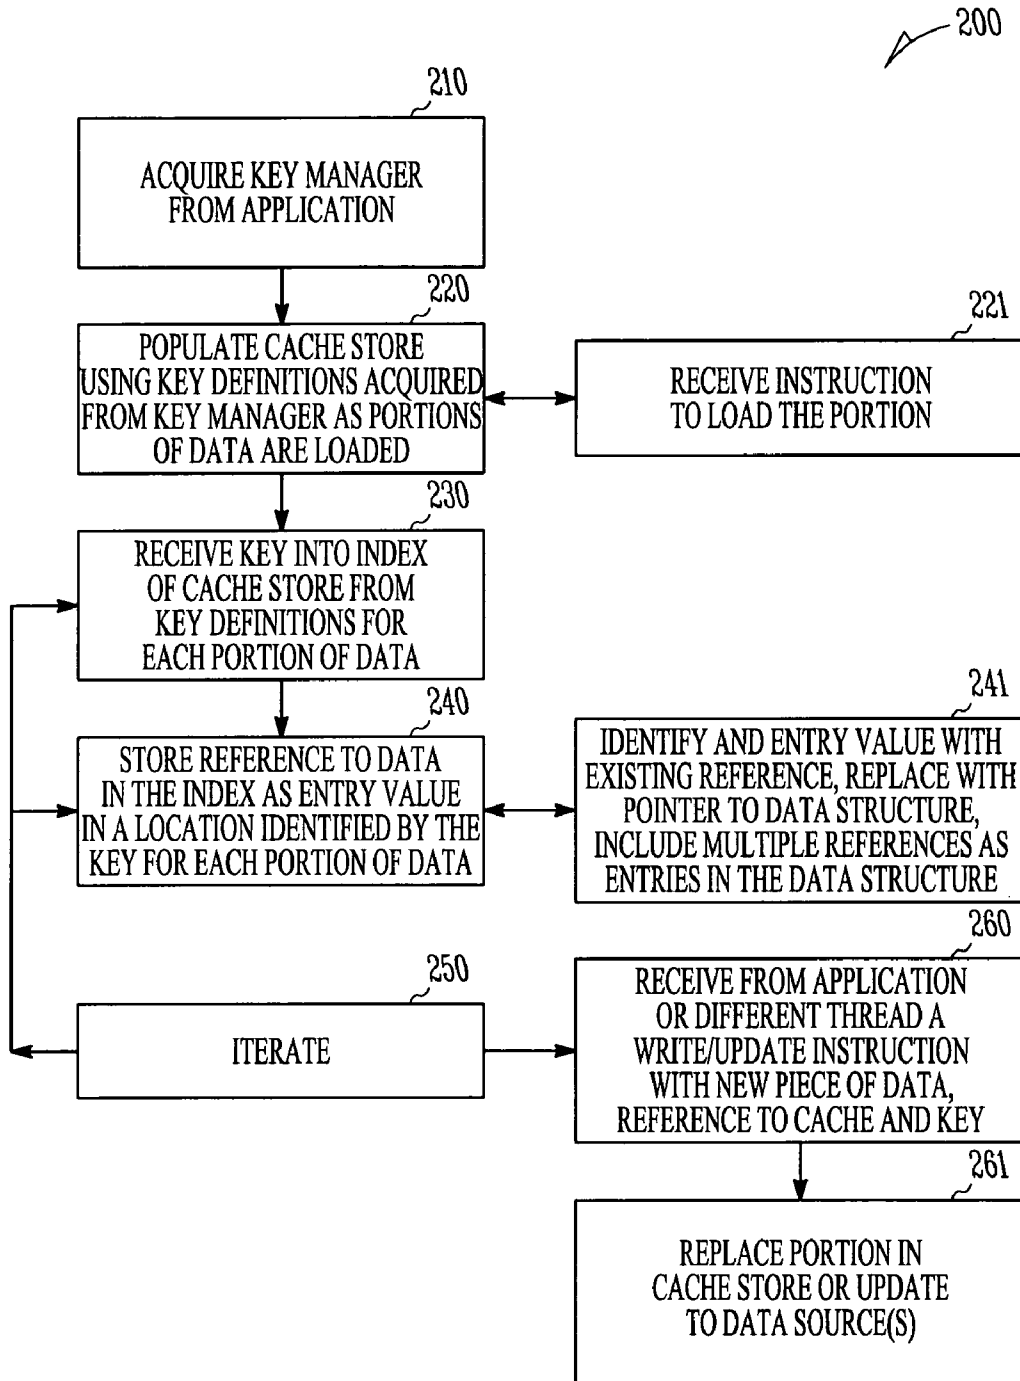 200
210
ACQUIRE KEY MANAGER
FROM APPLICATION
220
POPULATE CACHE STORE
USING KEY DEFINITIONS ACQUIRED
FROM KEY MANAGER AS PORTIONS
OF DATA ARE LOADED
221
RECEIVE INSTRUCTION
TO LOAD THE PORTION
230
RECEIVE KEY INTO INDEX
OF CACHE STORE FROM
KEY DEFINITIONS FOR
EACH PORTION OF DATA
240
STORE REFERENCE TO DATA
IN THE INDEX AS ENTRY VALUE
IN A LOCATION IDENTIFIED BY THE
KEY FOR EACH PORTION OF DATA
241
IDENTIFY AND ENTRY VALUE WITH
EXISTING REFERENCE, REPLACE WITH
POINTER TO DATA STRUCTURE,
INCLUDE MULTIPLE REFERENCES AS
ENTRIES IN THE DATA STRUCTURE
250
ITERATE
260
RECEIVE FROM APPLICATION
OR DIFFERENT THREAD A
WRITE/UPDATE INSTRUCTION
WITH NEW PIECE OF DATA,
REFERENCE TO CACHE AND KEY
261
REPLACE PORTION IN
CACHE STORE OR UPDATE
TO DATA SOURCE(S)